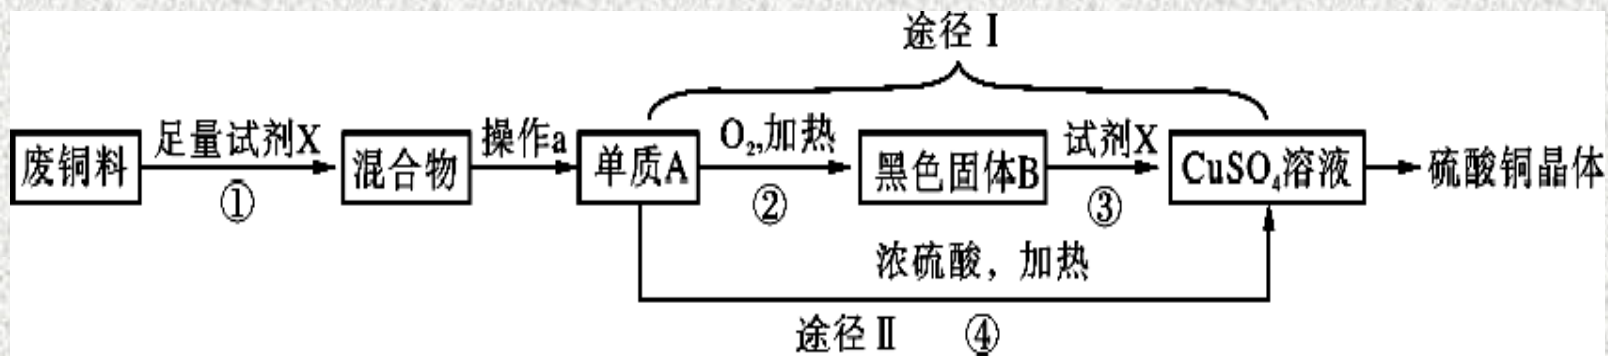 途径Ⅰ
废铜料
足量试剂X
①
混合物
操作a
单质A
O₂,加热
②
黑色固体B
试剂X
③
CuSO₄溶液
硫酸铜晶体
浓硫酸，加热
途径Ⅱ ④